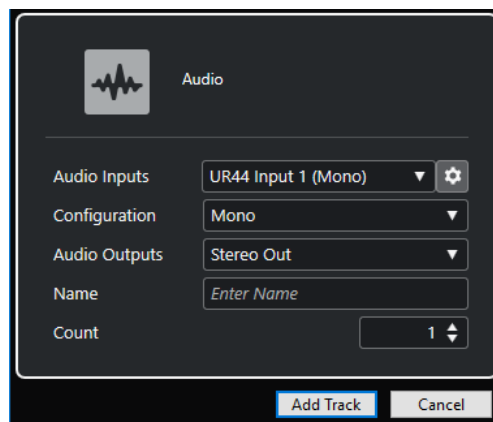 Audio
Audio Inputs UR44 Input 1 (Mono)
Configuration Mono
Audio Outputs Stereo Out
Name Enter Name
Count 1
Add Track Cancel